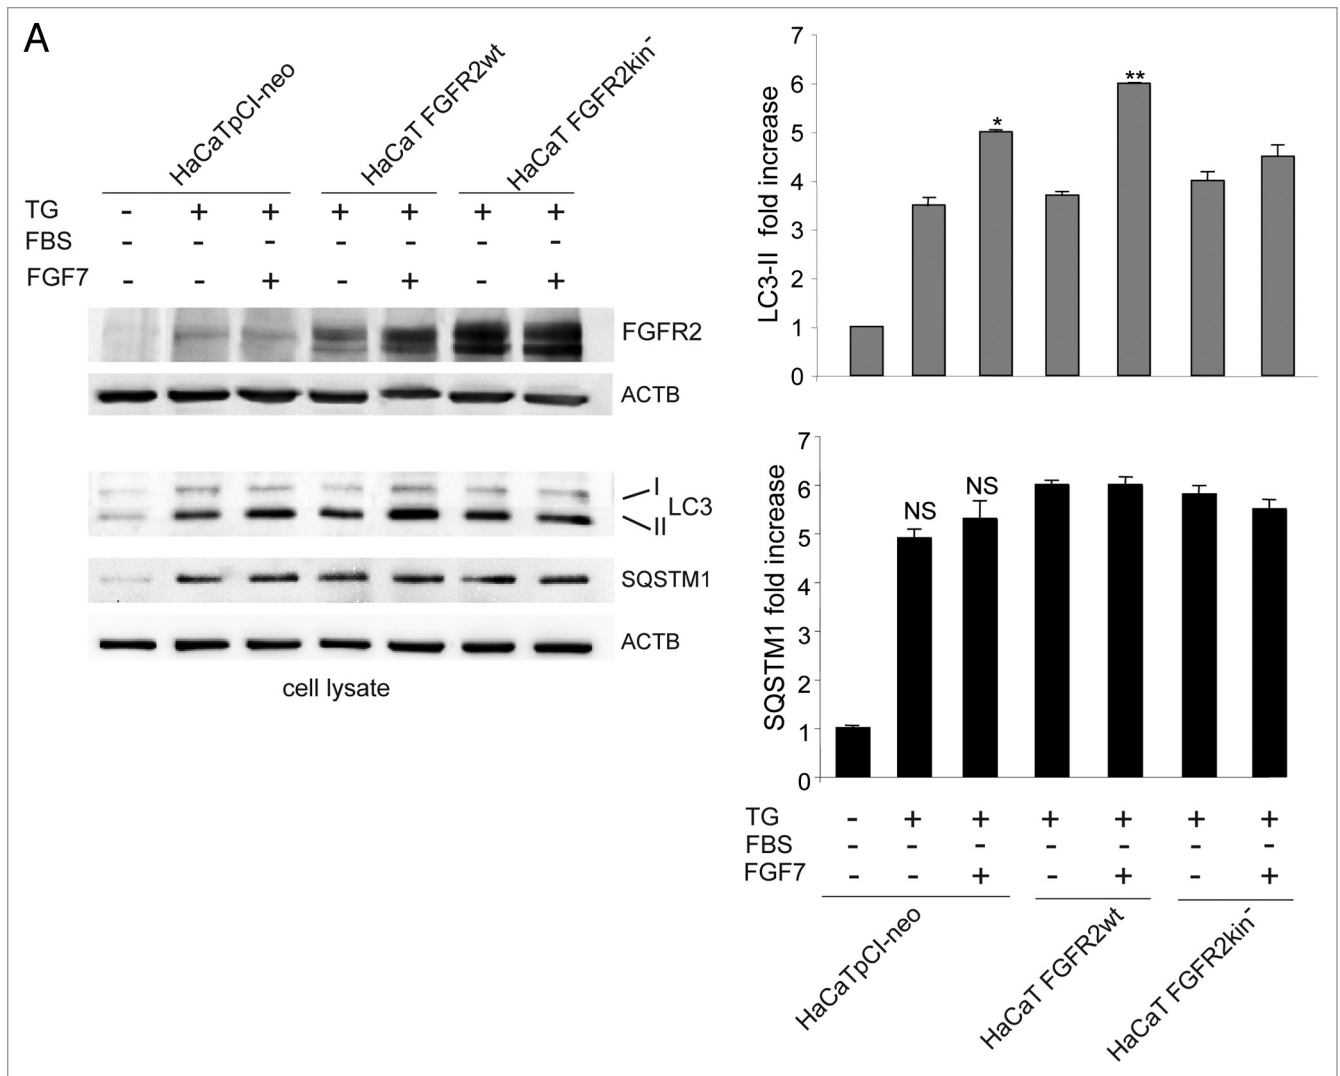 A
HaCaTpCI-neo
HaCaT FGFR2wt
HaCaT FGFR2kin-
TG - + + + + + +
FBS - - - - - - -
FGF7 - - + - + - +
FGFR2
ACTB
I
LC3
II
SQSTM1
ACTB
cell lysate
LC3-II fold increase
7
6
5
4
3
2
1
0
*
**
SQSTM1 fold increase
7
6
5
4
3
2
1
0
NS
NS
TG - + + + + + +
FBS - - - - - - -
FGF7 - - + - + - +
HaCaTpCI-neo
HaCaT FGFR2wt
HaCaT FGFR2kin-